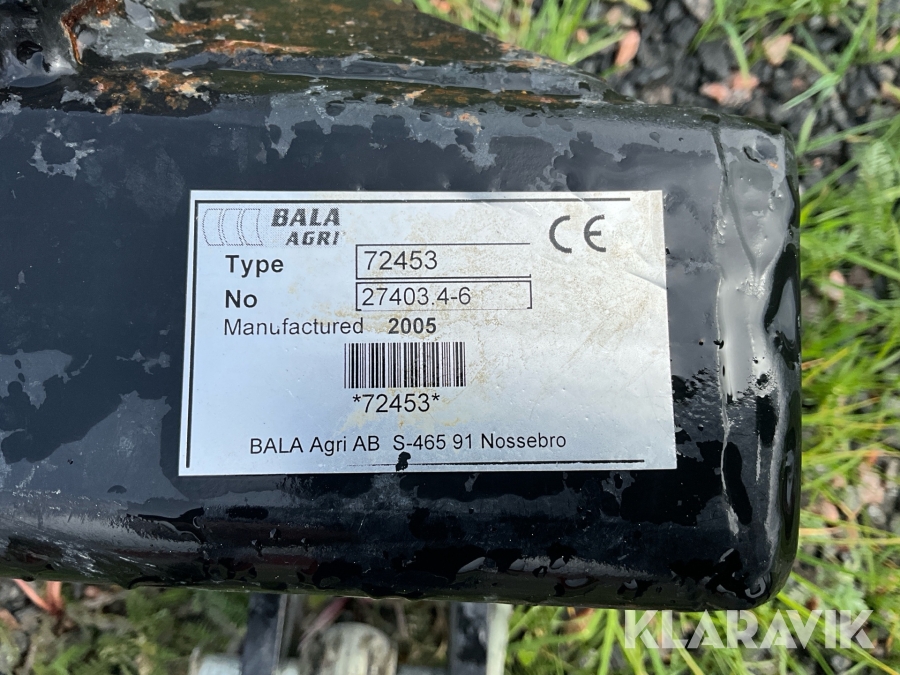 BALA
AGRI
CE
Type 72453
No 27403.4-6
Manufactured 2005
*72453*
BALA Agri AB S-465 91 Nossebro
KLARAVIK